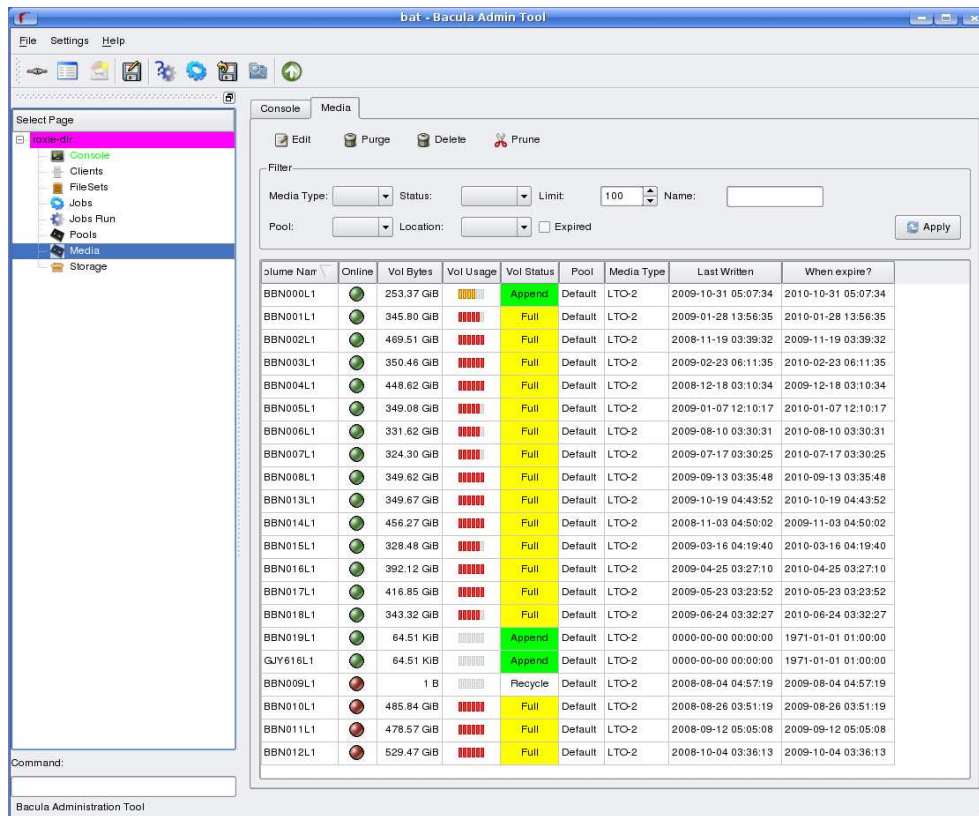 bat - Bacula Admin Tool
File Settings Help
Select Page
roxie-dir
Console
Clients
FileSets
Jobs
Jobs Run
Pools
Media
Storage
Command:
Bacula Administration Tool
Console Media
Edit Purge Delete Prune
Filter
Media Type: Status: Limit: 100 Name:
Pool: Location: Expired Apply
olume Nam Online Vol Bytes Vol Usage Vol Status Pool Media Type Last Written When expire?
BBN000L1 253.37 GiB Append Default LTO-2 2009-10-31 05:07:34 2010-10-31 05:07:34
BBN001L1 345.80 GiB Full Default LTO-2 2009-01-28 13:56:35 2010-01-28 13:56:35
BBN002L1 469.51 GiB Full Default LTO-2 2008-11-19 03:39:32 2009-11-19 03:39:32
BBN003L1 350.46 GiB Full Default LTO-2 2009-02-23 06:11:35 2010-02-23 06:11:35
BBN004L1 448.62 GiB Full Default LTO-2 2008-12-18 03:10:34 2009-12-18 03:10:34
BBN005L1 349.08 GiB Full Default LTO-2 2009-01-07 12:10:17 2010-01-07 12:10:17
BBN006L1 331.62 GiB Full Default LTO-2 2009-08-10 03:30:31 2010-08-10 03:30:31
BBN007L1 324.30 GiB Full Default LTO-2 2009-07-17 03:30:25 2010-07-17 03:30:25
BBN008L1 349.62 GiB Full Default LTO-2 2009-09-13 03:35:48 2010-09-13 03:35:48
BBN013L1 349.67 GiB Full Default LTO-2 2009-10-19 04:43:52 2010-10-19 04:43:52
BBN014L1 456.27 GiB Full Default LTO-2 2008-11-03 04:50:02 2009-11-03 04:50:02
BBN015L1 328.48 GiB Full Default LTO-2 2009-03-16 04:19:40 2010-03-16 04:19:40
BBN016L1 392.12 GiB Full Default LTO-2 2009-04-25 03:27:10 2010-04-25 03:27:10
BBN017L1 416.85 GiB Full Default LTO-2 2009-05-23 03:23:52 2010-05-23 03:23:52
BBN018L1 343.32 GiB Full Default LTO-2 2009-06-24 03:32:27 2010-06-24 03:32:27
BBN019L1 64.51 KiB Append Default LTO-2 0000-00-00 00:00:00 1971-01-01 01:00:00
GJY616L1 64.51 KiB Append Default LTO-2 0000-00-00 00:00:00 1971-01-01 01:00:00
BBN009L1 1 B Recycle Default LTO-2 2008-08-04 04:57:19 2009-08-04 04:57:19
BBN010L1 485.84 GiB Full Default LTO-2 2008-08-26 03:51:19 2009-08-26 03:51:19
BBN011L1 478.57 GiB Full Default LTO-2 2008-09-12 05:05:08 2009-09-12 05:05:08
BBN012L1 529.47 GiB Full Default LTO-2 2008-10-04 03:36:13 2009-10-04 03:36:13